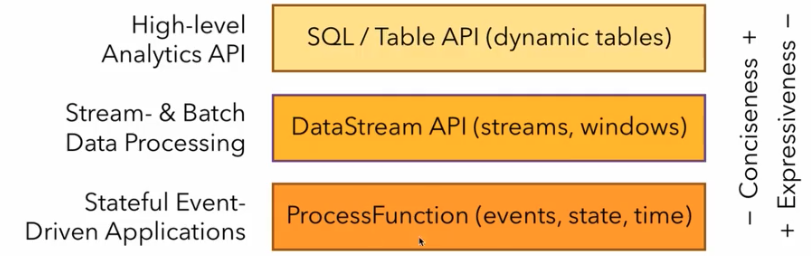 High-level
Analytics API
SQL / Table API (dynamic tables)
Stream- & Batch
Data Processing
DataStream API (streams, windows)
Stateful Event-
Driven Applications
ProcessFunction (events, state, time)
− Conciseness +
+ Expressiveness −